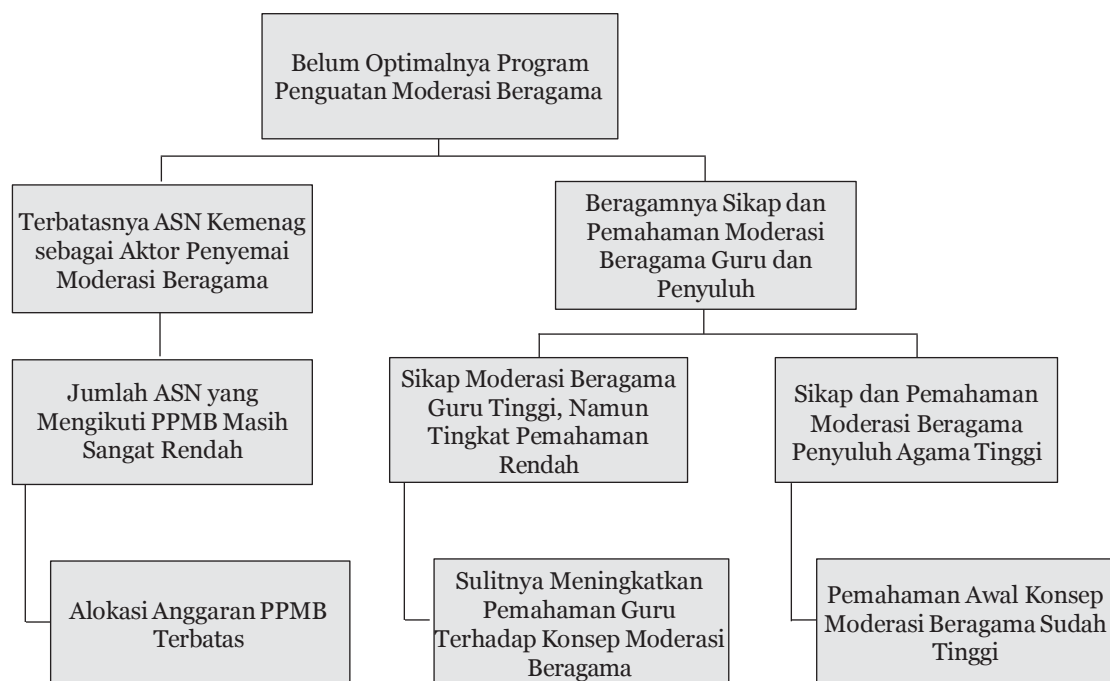 Belum Optimalnya Program
Penguatan Moderasi Beragama
Terbatasnya ASN Kemenag
sebagai Aktor Penyemai
Moderasi Beragama
Beragamnya Sikap dan
Pemahaman Moderasi
Beragama Guru dan
Penyuluh
Jumlah ASN yang
Mengikuti PPMB Masih
Sangat Rendah
Sikap Moderasi Beragama
Guru Tinggi, Namun
Tingkat Pemahaman
Rendah
Sikap dan Pemahaman
Moderasi Beragama
Penyuluh Agama Tinggi
Alokasi Anggaran PPMB
Terbatas
Sulitnya Meningkatkan
Pemahaman Guru
Terhadap Konsep Moderasi
Beragama
Pemahaman Awal Konsep
Moderasi Beragama Sudah
Tinggi